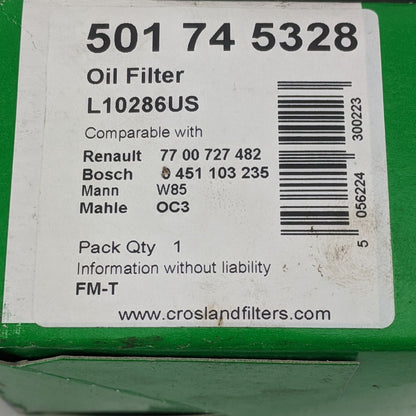 501 74 5328
Oil Filter
L10286US
Comparable with
Renault 77 00 727 482
Bosch 0 451 103 235
Mann W85
Mahle OC3
Pack Qty 1
Information without liability
FM-T
www.croslandfilters.com
5 056224 300223